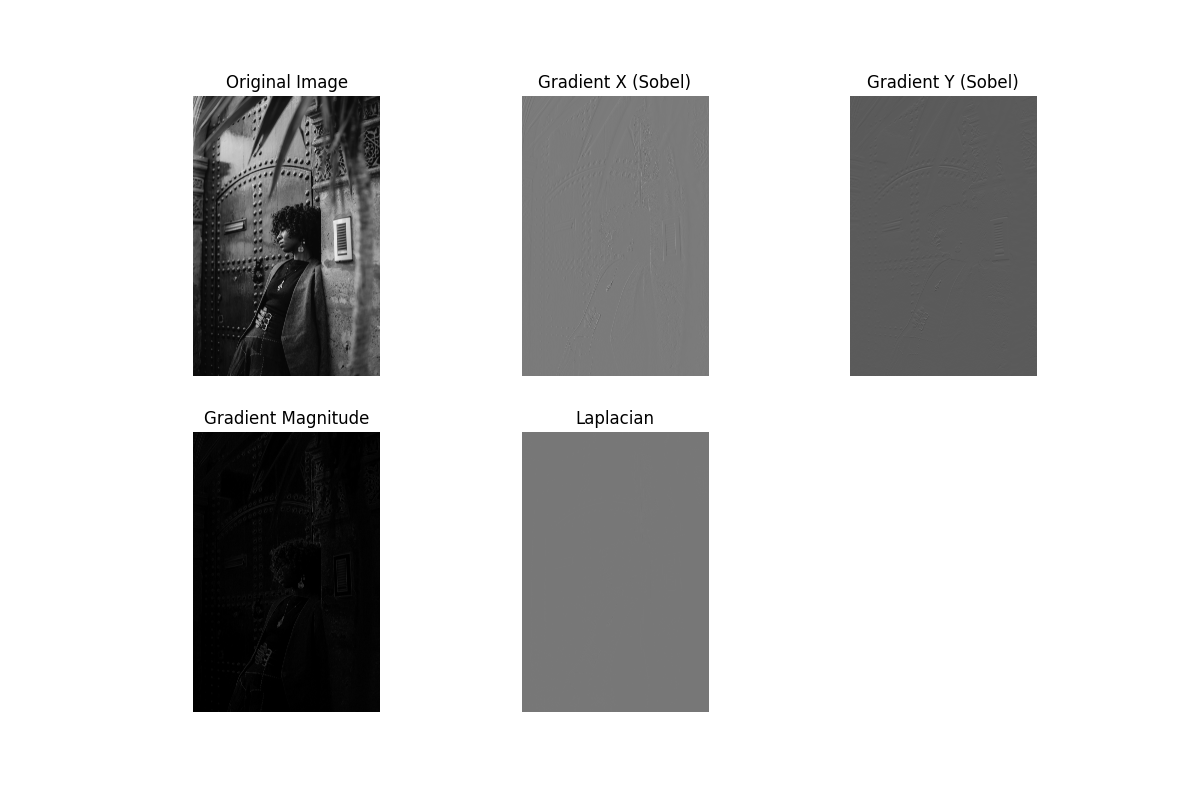 Original Image
Gradient X (Sobel)
Gradient Y (Sobel)
Gradient Magnitude
Laplacian